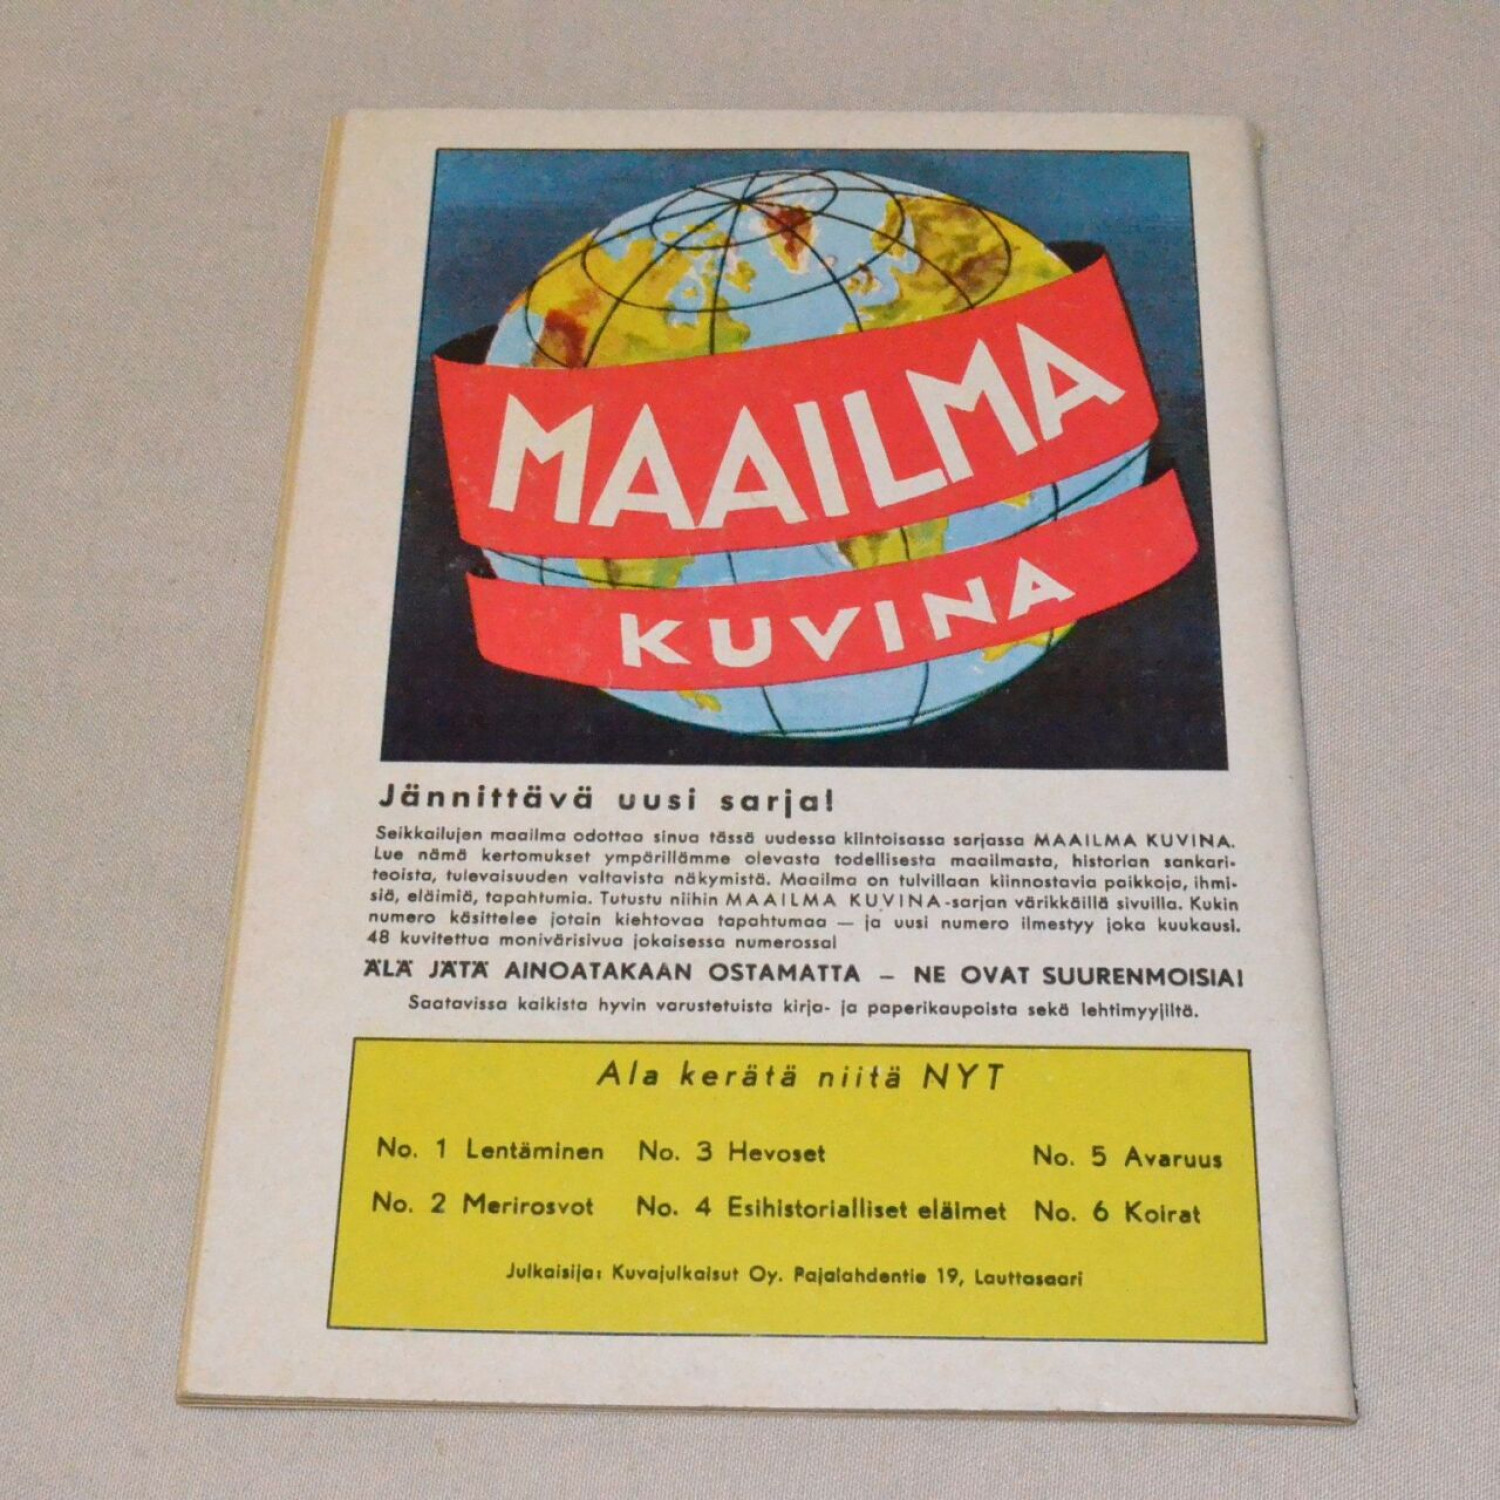 MAAILMA
KUVINA
Jännittävä uusi sarja!
Seikkailujen maailma odottaa sinua tässä uudessa kiintoisassa sarjassa MAAILMA KUVINA.
Lue nämä kertomukset ympärillämme olevasta todellisesta maailmasta, historian sankari-
teoista, tulevaisuuden valtavista näkymistä. Maailma on tulvillaan kiinnostavia paikkoja, ihmi-
siä, eläimiä, tapahtumia. Tutustu niihin MAAILMA KUVINA-sarjan värikkäillä sivuilla. Kukin
numero käsittelee jotain kiehtovaa tapahtumaa — ja uusi numero ilmestyy joka kuukausi.
48 kuvitettua monivärisivua jokaisessa numerossa!
ÄLÄ JÄTÄ AINOATAKAAN OSTAMATTA – NE OVAT SUURENMOISIA!
Saatavissa kaikista hyvin varustetuista kirja- ja paperikaupoista sekä lehtimyyjiltä.
Ala kerätä niitä NYT
No. 1 Lentäminen No. 3 Hevoset No. 5 Avaruus
No. 2 Merirosvot No. 4 Esihistorialliset eläimet No. 6 Koirat
Julkaisija: Kuvajulkaisut Oy. Pajalahdentie 19, Lauttasaari